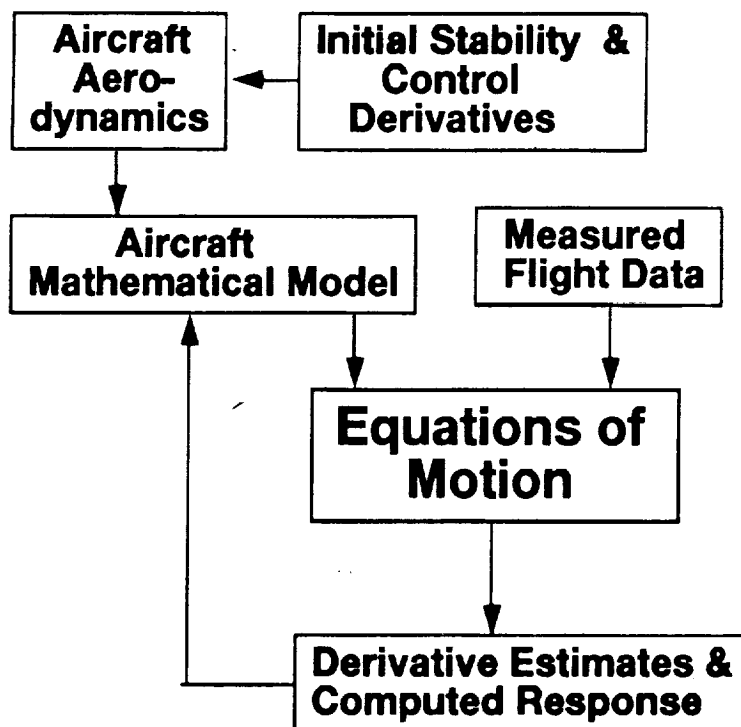 Aircraft
Aero-
dynamics
Initial Stability &
Control
Derivatives
Aircraft
Mathematical Model
Measured
Flight Data
Equations of
Motion
Derivative Estimates &
Computed Response